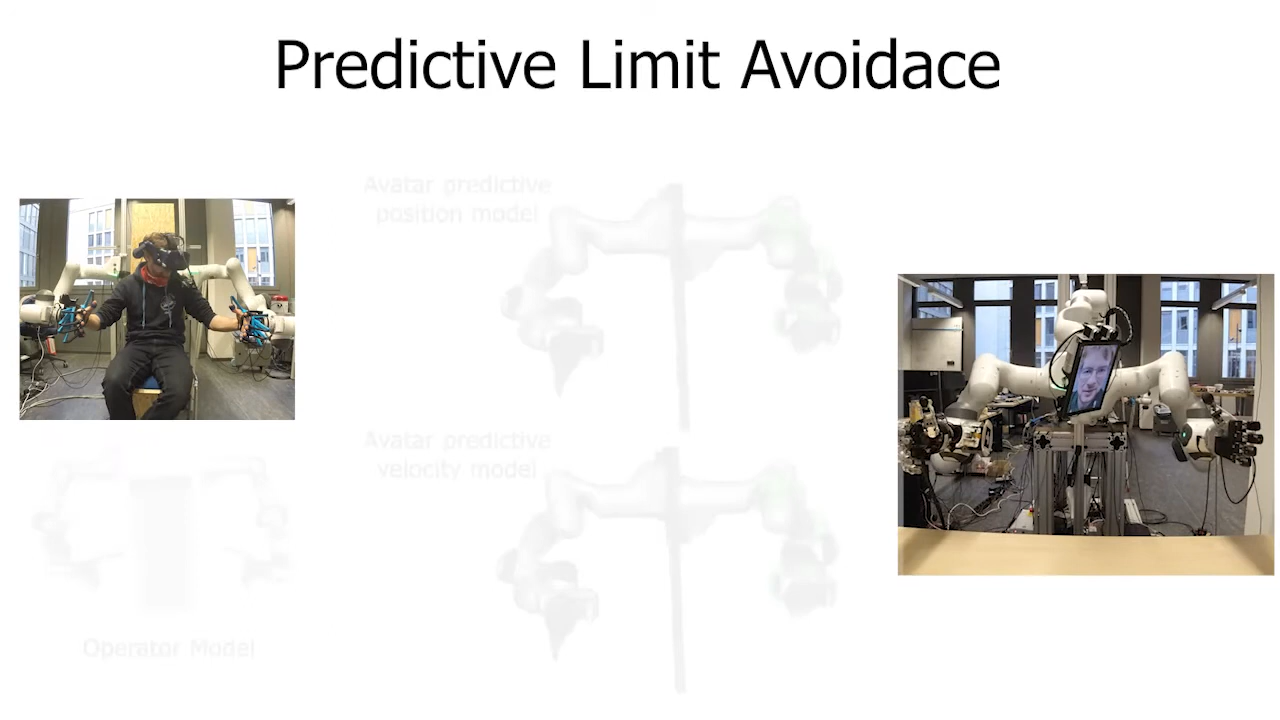 Predictive Limit Avoidace
Avatar predictive
position model
Avatar predictive
velocity model
Operator Model